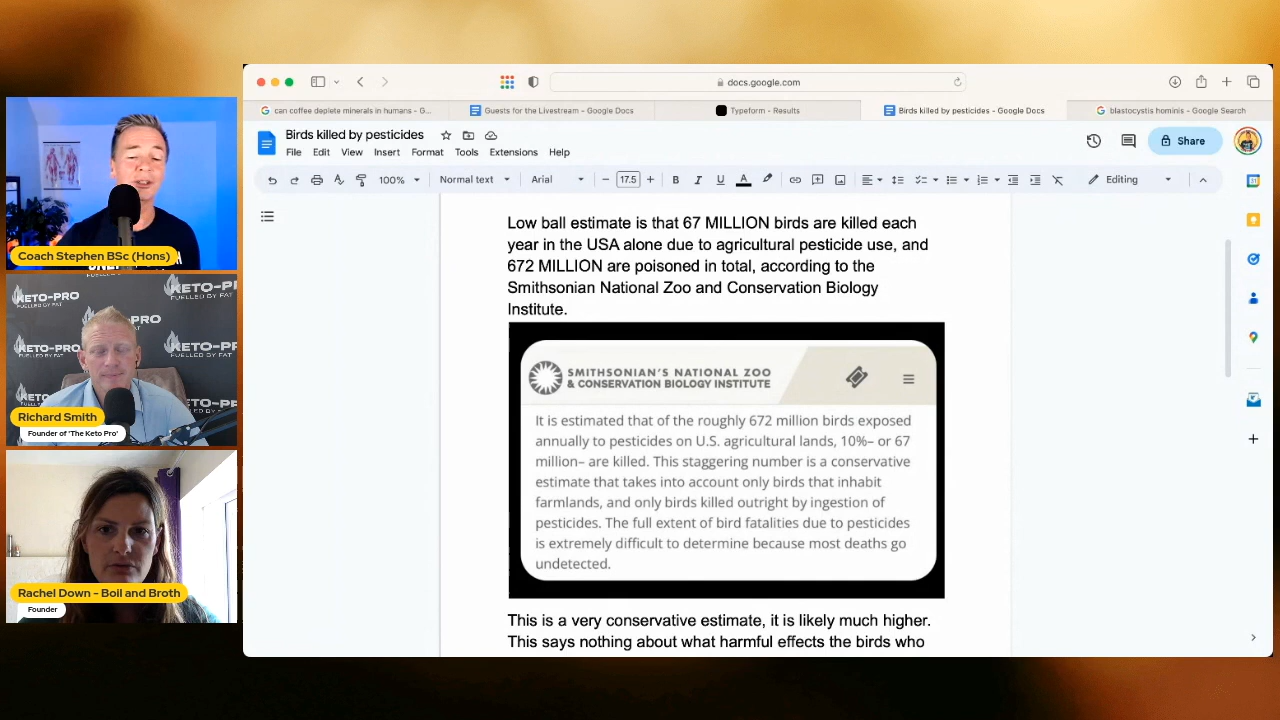 docs.google.com
can coffee deplete minerals in humans - G...
Guests for the Livestream - Google Docs
Typeform - Results
Birds killed by pesticides - Google Docs
blastocystis hominis - Google Search
Birds killed by pesticides
File Edit View Insert Format Tools Extensions Help
Share
100% Normal text Arial 17.5 B I U A Editing
Low ball estimate is that 67 MILLION birds are killed each
year in the USA alone due to agricultural pesticide use, and
672 MILLION are poisoned in total, according to the
Smithsonian National Zoo and Conservation Biology
Institute.
SMITHSONIAN'S NATIONAL ZOO
& CONSERVATION BIOLOGY INSTITUTE
It is estimated that of the roughly 672 million birds exposed
annually to pesticides on U.S. agricultural lands, 10%– or 67
million– are killed. This staggering number is a conservative
estimate that takes into account only birds that inhabit
farmlands, and only birds killed outright by ingestion of
pesticides. The full extent of bird fatalities due to pesticides
is extremely difficult to determine because most deaths go
undetected.
This is a very conservative estimate, it is likely much higher.
This says nothing about what harmful effects the birds who
Coach Stephen BSc (Hons)
KETO-PRO
FUELLED BY FAT
Richard Smith
Founder of 'The Keto Pro'
Rachel Down - Boil and Broth
Founder